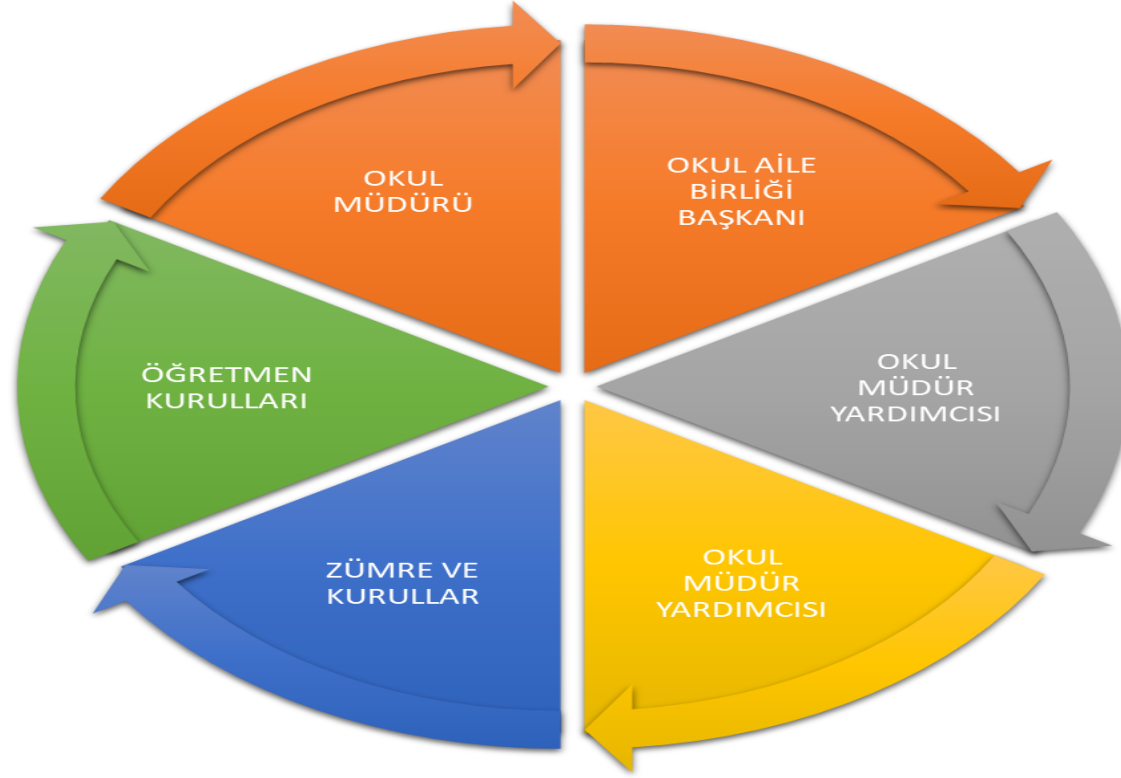 OKUL
MÜDÜRÜ
OKUL AİLE
BİRLİĞİ
BAŞKANI
OKUL
MÜDÜR
YARDIMCISI
OKUL
MÜDÜR
YARDIMCISI
ZÜMRE VE
KURULLAR
ÖĞRETMEN
KURULLARI